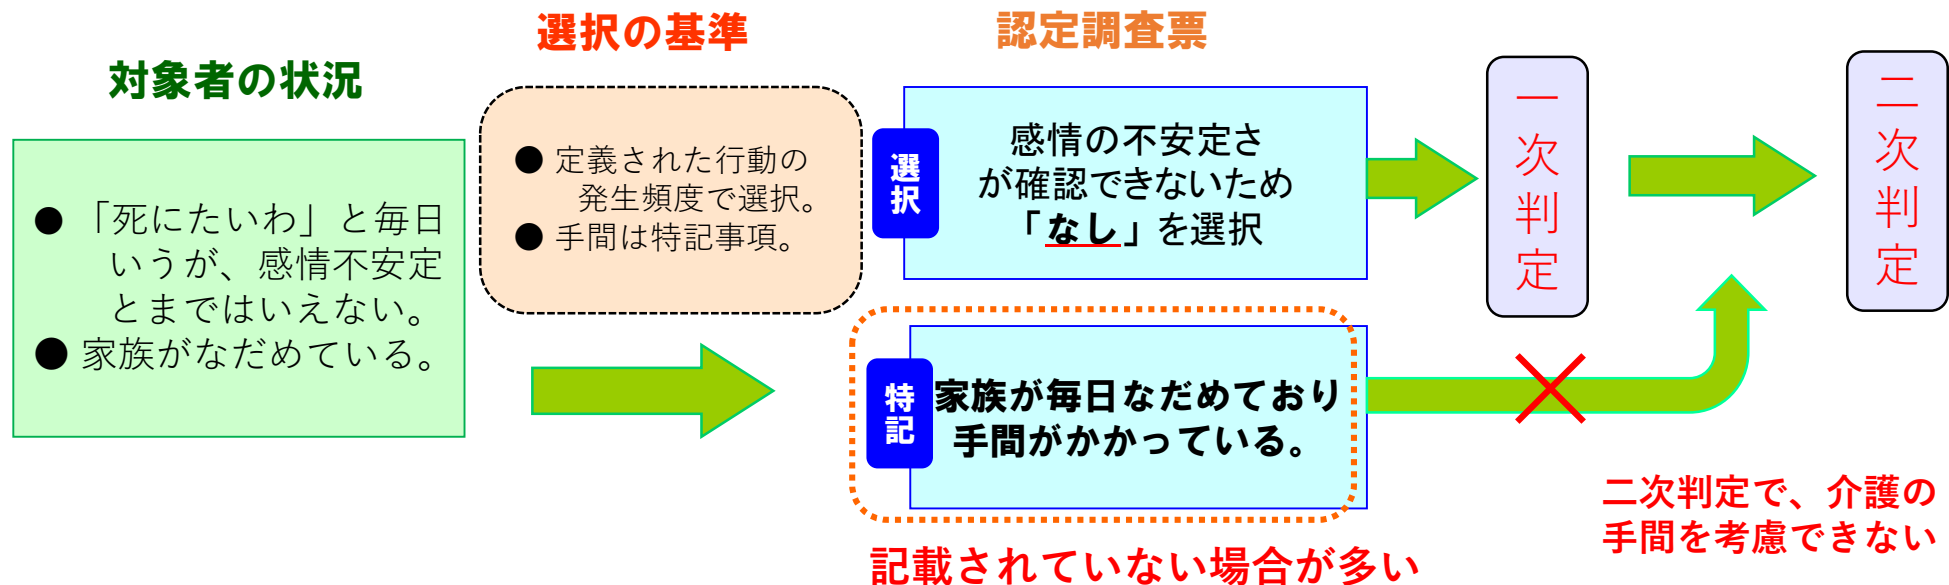 対象者の状況
● 「死にたいわ」と毎日
いうが、感情不安定
とまではいえない。
● 家族がなだめている。
選択の基準
● 定義された行動の
発生頻度で選択。
● 手間は特記事項。
認定調査票
選択
感情の不安定さ
が確認できないため
「なし」を選択
特記
家族が毎日なだめており
手間がかかっている。
記載されていない場合が多い
一次判定
二次判定
二次判定で、介護の
手間を考慮できない